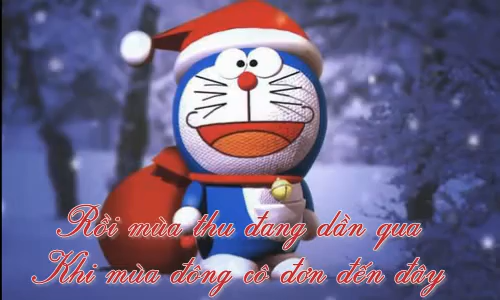 Rồi mùa thu đang dần qua
Khi mùa đông cô đơn đến đây